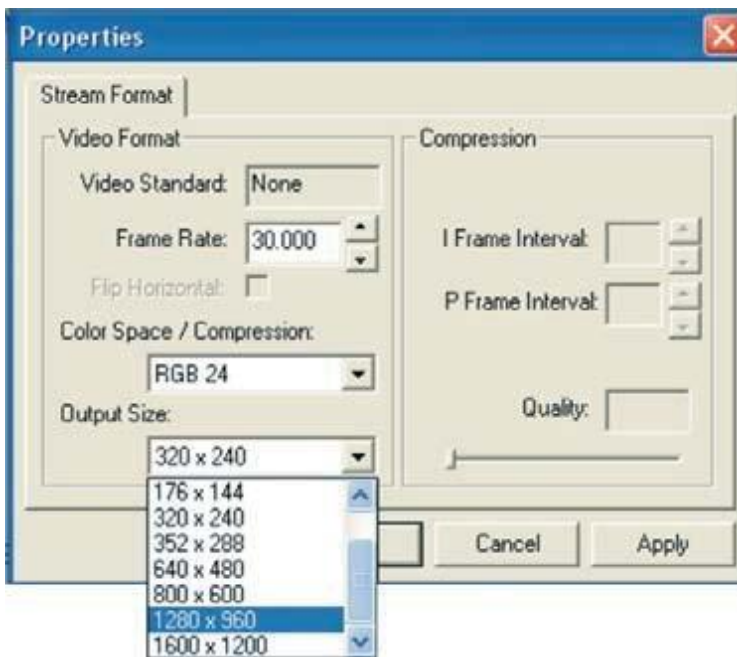 Properties
Stream Format
Video Format
Video Standard: None
Frame Rate: 30.000
Flip Horizontal:
Color Space / Compression:
RGB 24
Output Size:
320 x 240
176 x 144
320 x 240
352 x 288
640 x 480
800 x 600
1280 x 960
1600 x 1200
Compression
I Frame Interval:
P Frame Interval:
Quality:
Cancel
Apply